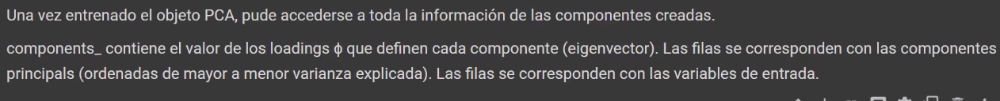 Una vez entrenado el objeto PCA, pude accederse a toda la información de las componentes creadas.
components_ contiene el valor de los loadings ϕ que definen cada componente (eigenvector). Las filas se corresponden con las componentes
principals (ordenadas de mayor a menor varianza explicada). Las filas se corresponden con las variables de entrada.